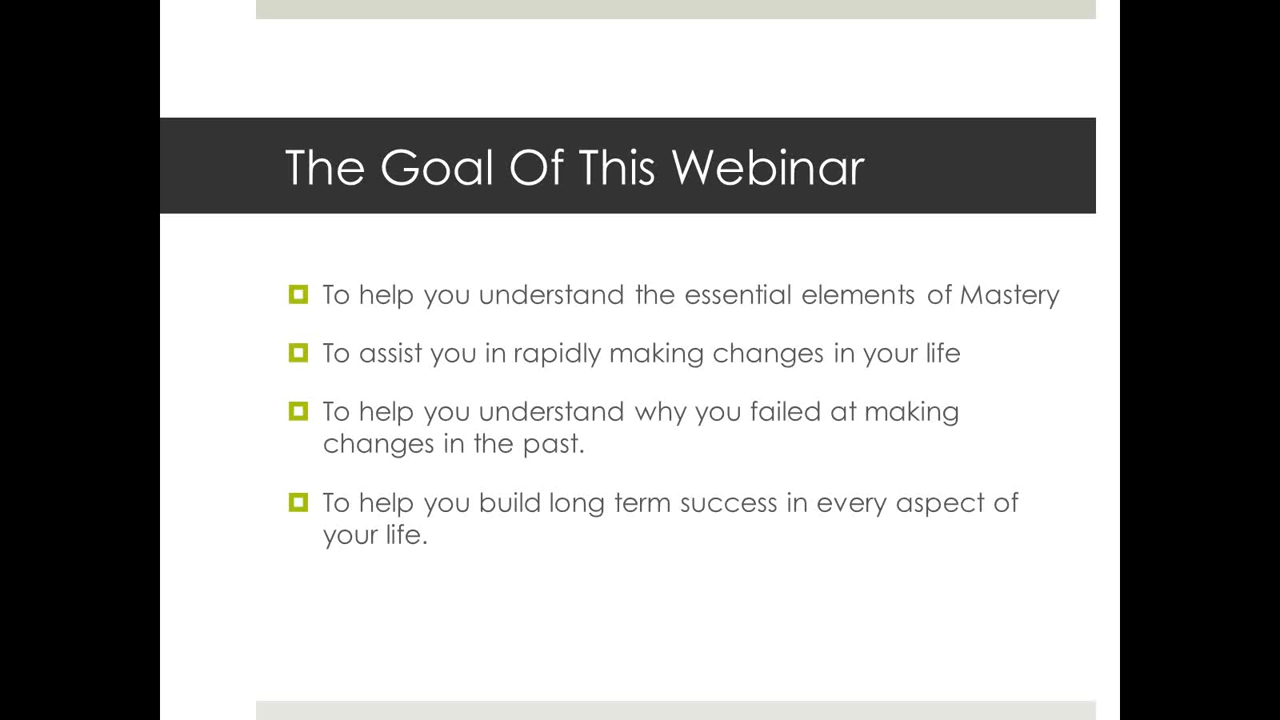 The Goal Of This Webinar
To help you understand the essential elements of Mastery
To assist you in rapidly making changes in your life
To help you understand why you failed at making
changes in the past.
To help you build long term success in every aspect of
your life.